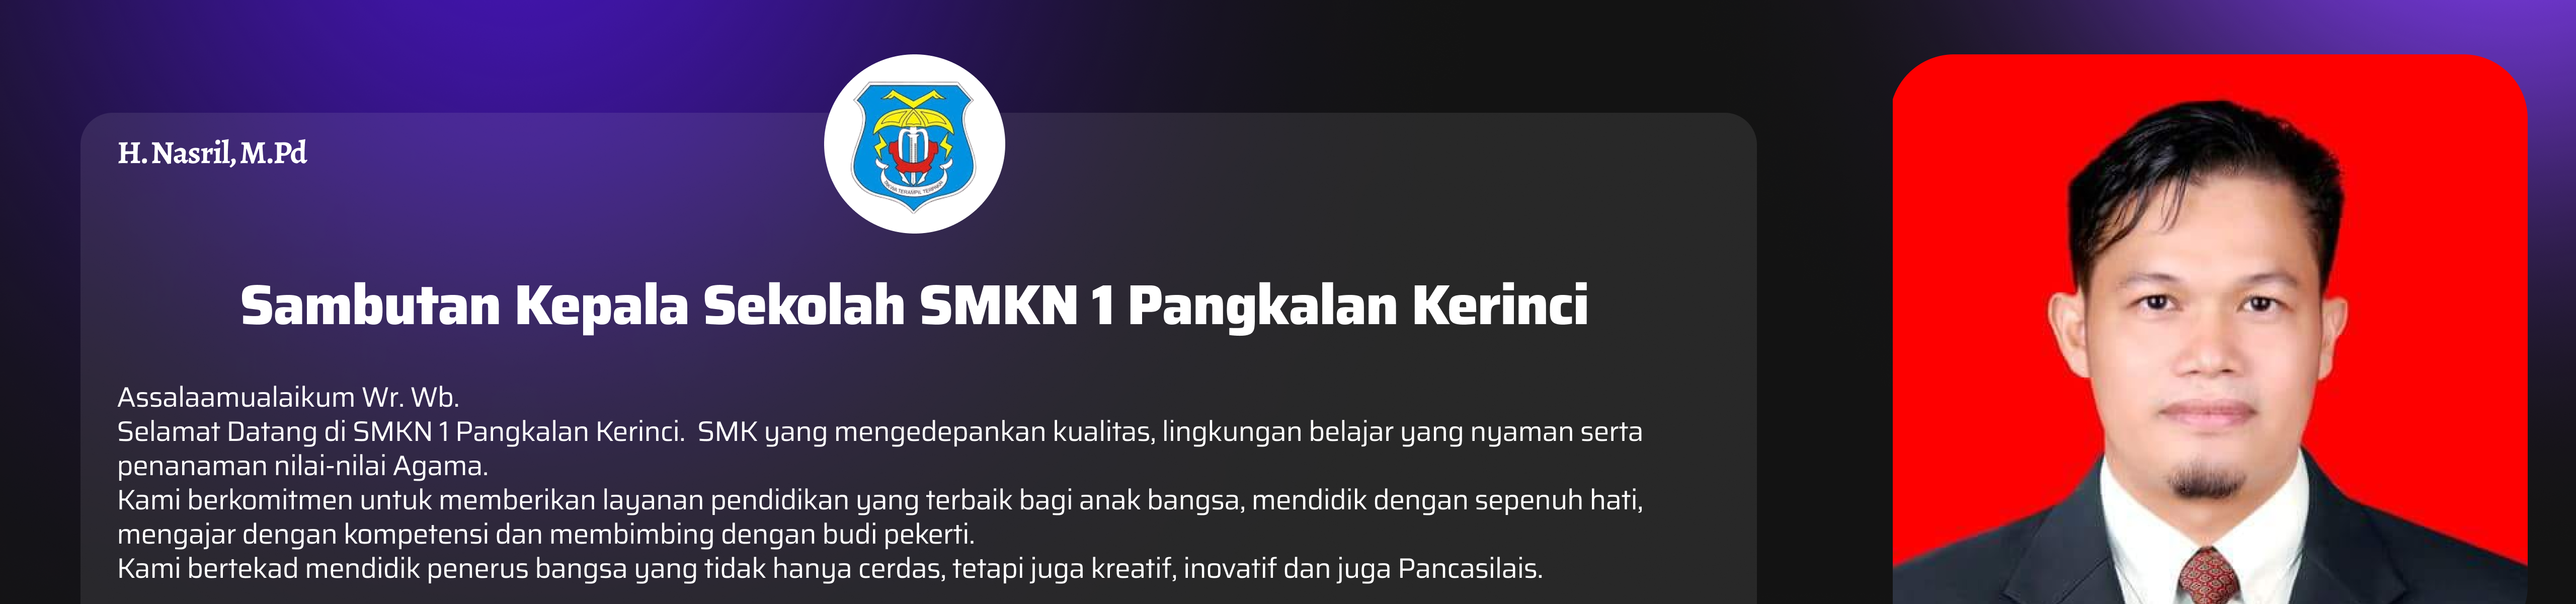 H. Nasril, M.Pd
Sambutan Kepala Sekolah SMKN 1 Pangkalan Kerinci
Assalaamualaikum Wr. Wb.
Selamat Datang di SMKN 1 Pangkalan Kerinci.  SMK yang mengedepankan kualitas, lingkungan belajar yang nyaman serta
penanaman nilai-nilai Agama.
Kami berkomitmen untuk memberikan layanan pendidikan yang terbaik bagi anak bangsa, mendidik dengan sepenuh hati,
mengajar dengan kompetensi dan membimbing dengan budi pekerti.
Kami bertekad mendidik penerus bangsa yang tidak hanya cerdas, tetapi juga kreatif, inovatif dan juga Pancasilais.